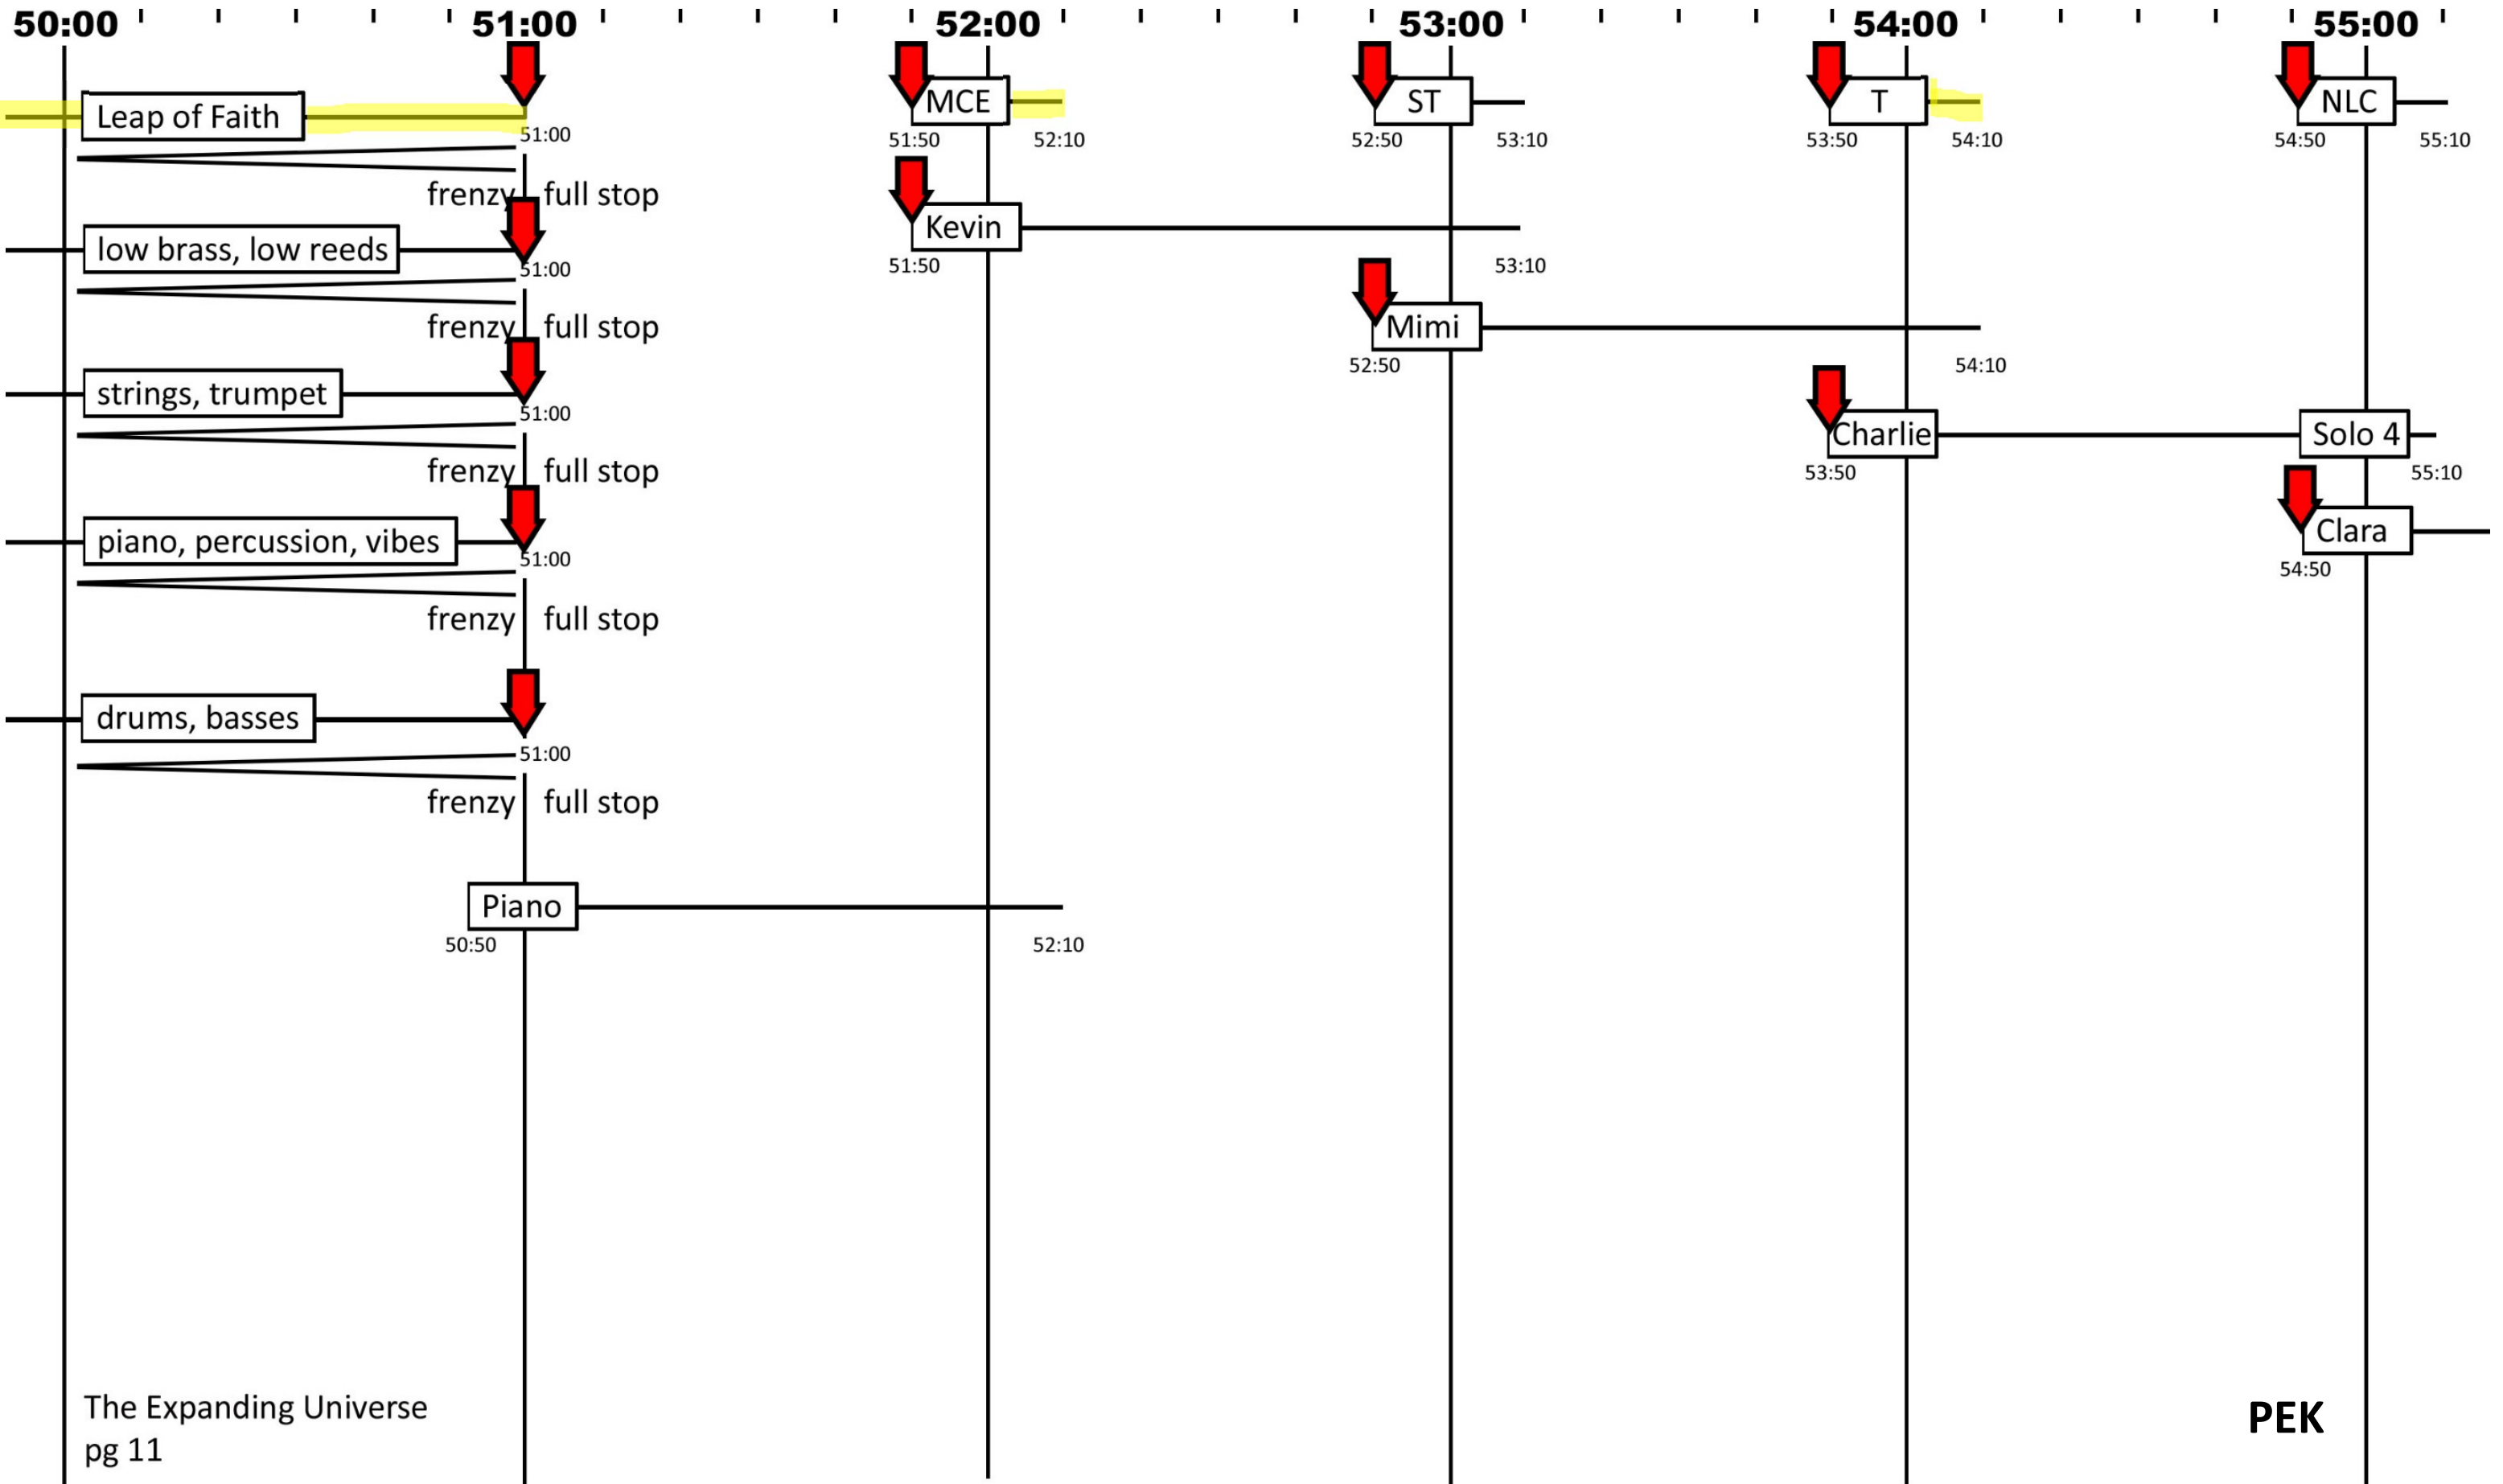 50:00 51:00 52:00 53:00 54:00 55:00
Leap of Faith
51:00
frenzy full stop
MCE
51:50 52:10
ST
52:50 53:10
T
53:50 54:10
NLC
54:50 55:10
low brass, low reeds
51:00
frenzy full stop
Kevin
51:50 53:10
Mimi
52:50 54:10
strings, trumpet
51:00
frenzy full stop
Charlie Solo 4
53:50 55:10
piano, percussion, vibes
51:00
frenzy full stop
Clara
54:50
drums, basses
51:00
frenzy full stop
Piano
50:50 52:10
The Expanding Universe
pg 11
PEK